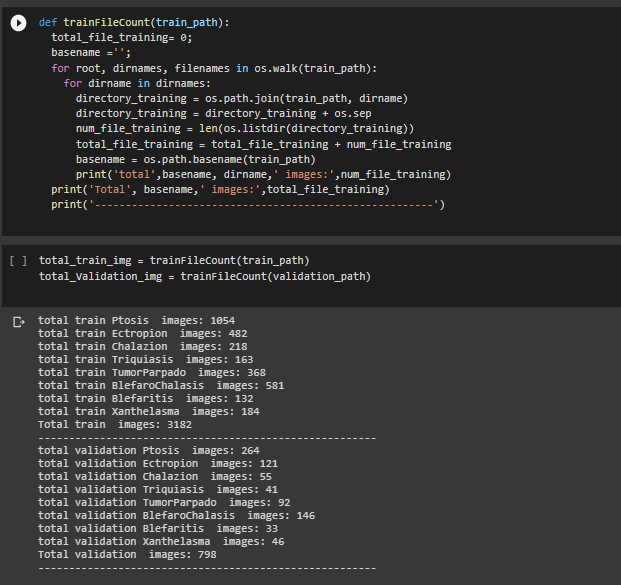 def trainFileCount(train_path):
  total_file_training= 0;
  basename ='';
  for root, dirnames, filenames in os.walk(train_path):
    for dirname in dirnames:
      directory_training = os.path.join(train_path, dirname)
      directory_training = directory_training + os.sep
      num_file_training = len(os.listdir(directory_training))
      total_file_training = total_file_training + num_file_training
      basename = os.path.basename(train_path)
      print('total',basename, dirname,' images:',num_file_training)
  print('Total', basename,' images:',total_file_training)
  print('-------------------------------------------------------')
[ ] total_train_img = trainFileCount(train_path)
total_Validation_img = trainFileCount(validation_path)
total train Ptosis  images: 1054
total train Ectropion  images: 482
total train Chalazion  images: 218
total train Triquiasis  images: 163
total train TumorParpado  images: 368
total train BlefaroChalasis  images: 581
total train Blefaritis  images: 132
total train Xanthelasma  images: 184
Total train  images: 3182
-------------------------------------------------------
total validation Ptosis  images: 264
total validation Ectropion  images: 121
total validation Chalazion  images: 55
total validation Triquiasis  images: 41
total validation TumorParpado  images: 92
total validation BlefaroChalasis  images: 146
total validation Blefaritis  images: 33
total validation Xanthelasma  images: 46
Total validation  images: 798
-------------------------------------------------------